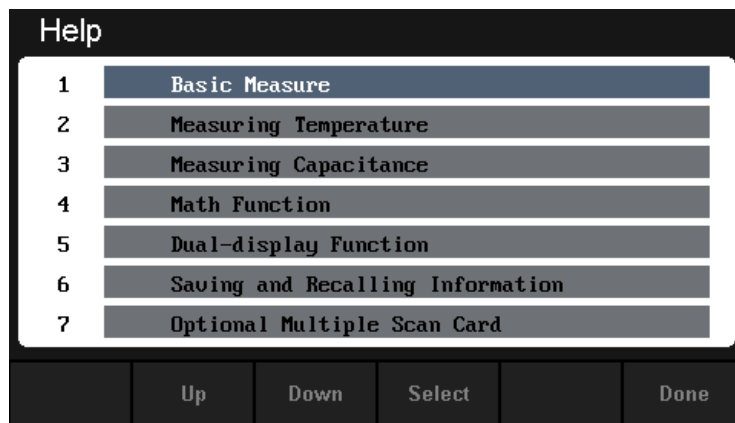 Help
1 Basic Measure
2 Measuring Temperature
3 Measuring Capacitance
4 Math Function
5 Dual-display Function
6 Saving and Recalling Information
7 Optional Multiple Scan Card
Up Down Select Done